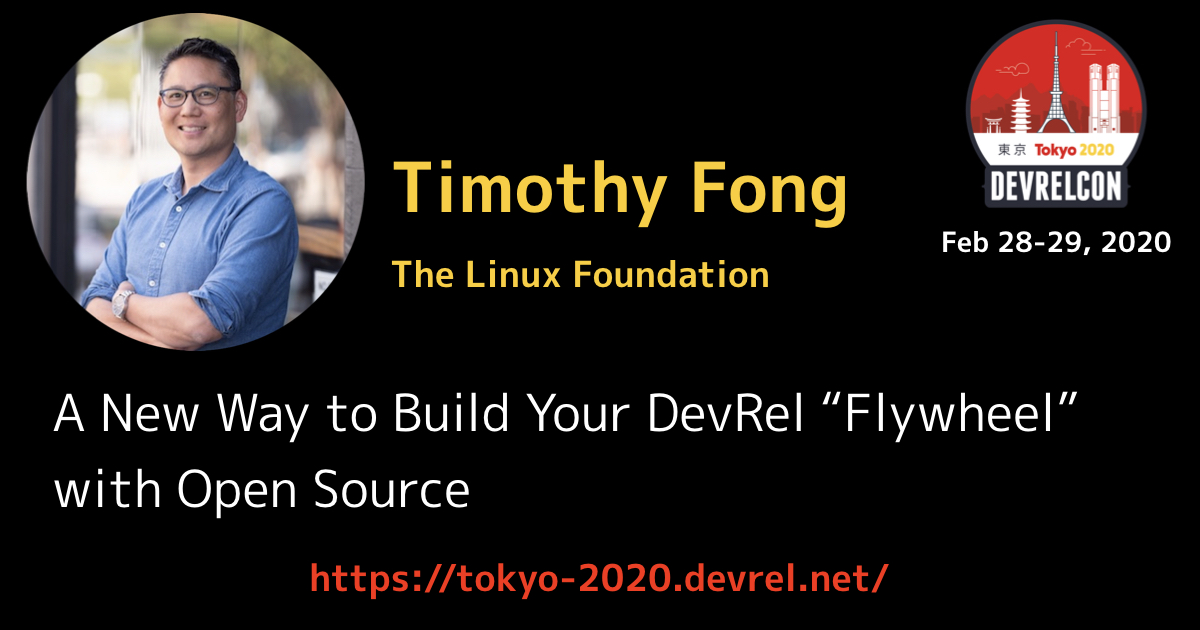 Timothy Fong
The Linux Foundation
東京 Tokyo 2020
DEVRELCON
Feb 28-29, 2020
A New Way to Build Your DevRel “Flywheel”
with Open Source
https://tokyo-2020.devrel.net/